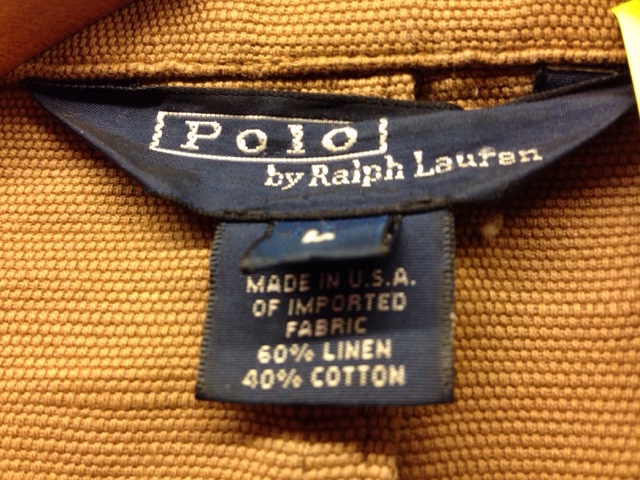 Polo
by Ralph Lauren
L
MADE IN U.S.A.
OF IMPORTED
FABRIC
60% LINEN
40% COTTON